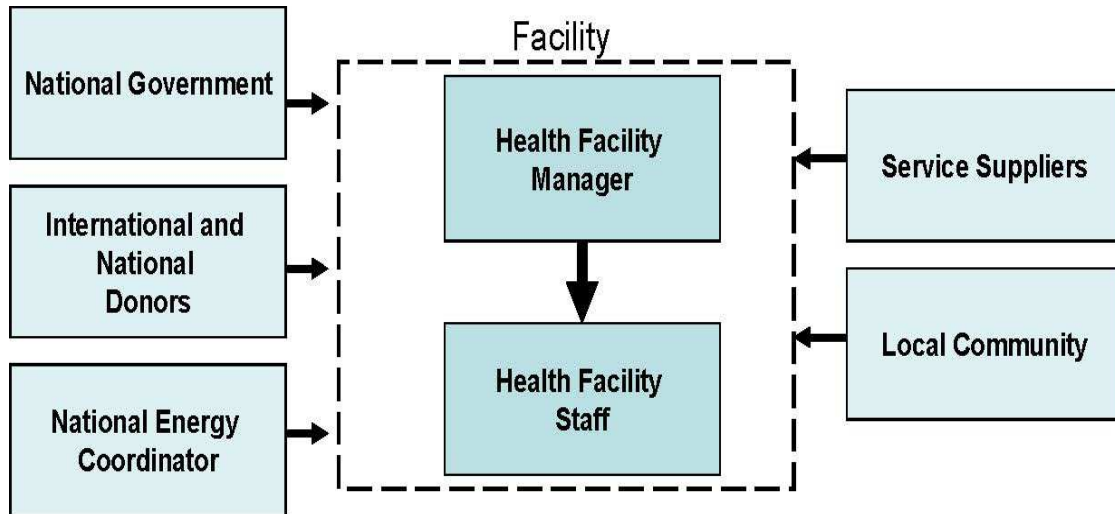 Facility
National Government
International and
National
Donors
National Energy
Coordinator
Health Facility
Manager
Health Facility
Staff
Service Suppliers
Local Community